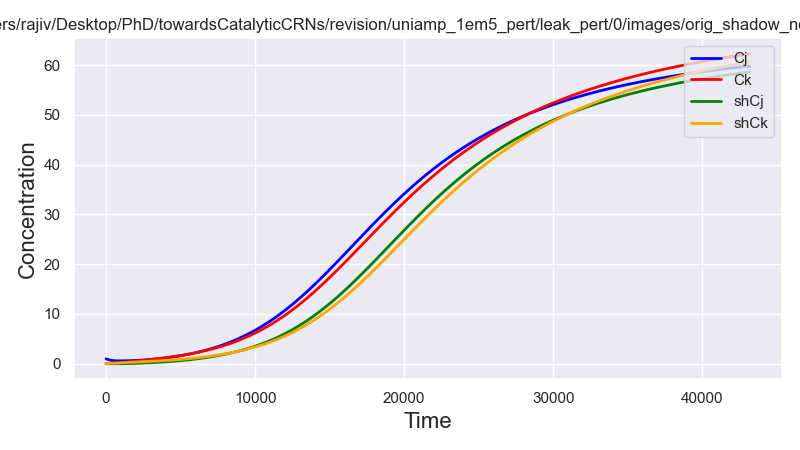 ers/rajiv/Desktop/PhD/towardsCatalyticCRNs/revision/uniamp_1em5_pert/leak_pert/0/images/orig_shadow_n
60
50
40
30
20
10
0
Concentration
Cj
Ck
shCj
shCk
0 10000 20000 30000 40000
Time